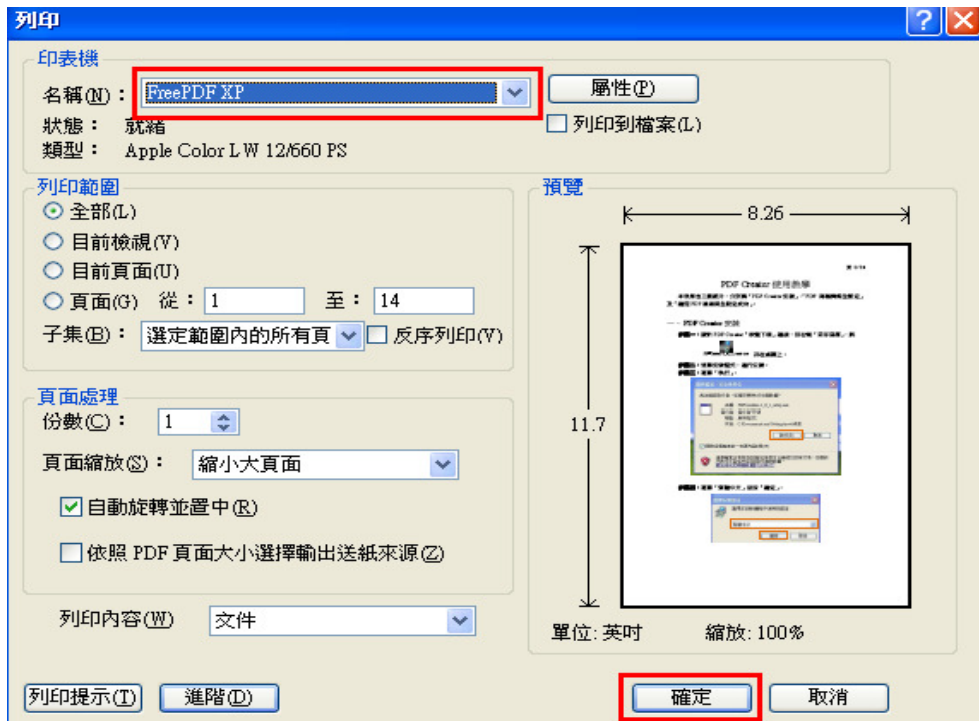 列印
印表機
名稱(N)： FreePDF XP 屬性(P)
狀態： 就緒 列印到檔案(L)
類型： Apple Color LW 12/660 PS
列印範圍
全部(L)
目前檢視(V)
目前頁面(U)
頁面(G) 從： 1 至： 14
子集(B)： 選定範圍內的所有頁 反序列印(V)
頁面處理
份數(C)： 1
頁面縮放(S)： 縮小大頁面
自動旋轉並置中(R)
依照 PDF 頁面大小選擇輸出送紙來源(Z)
列印內容(W) 文件
預覽
8.26
11.7
PDF Creator 使用教學
單位: 英吋 縮放: 100%
列印提示(T) 進階(D) 確定 取消